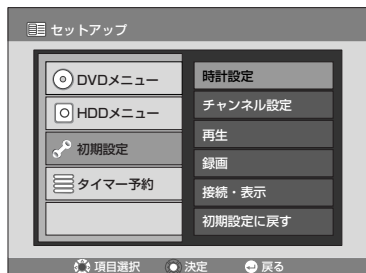 セットアップ
DVDメニュー
HDDメニュー
初期設定
タイマー予約
時計設定
チャンネル設定
再生
録画
接続・表示
初期設定に戻す
項目選択 決定 戻る